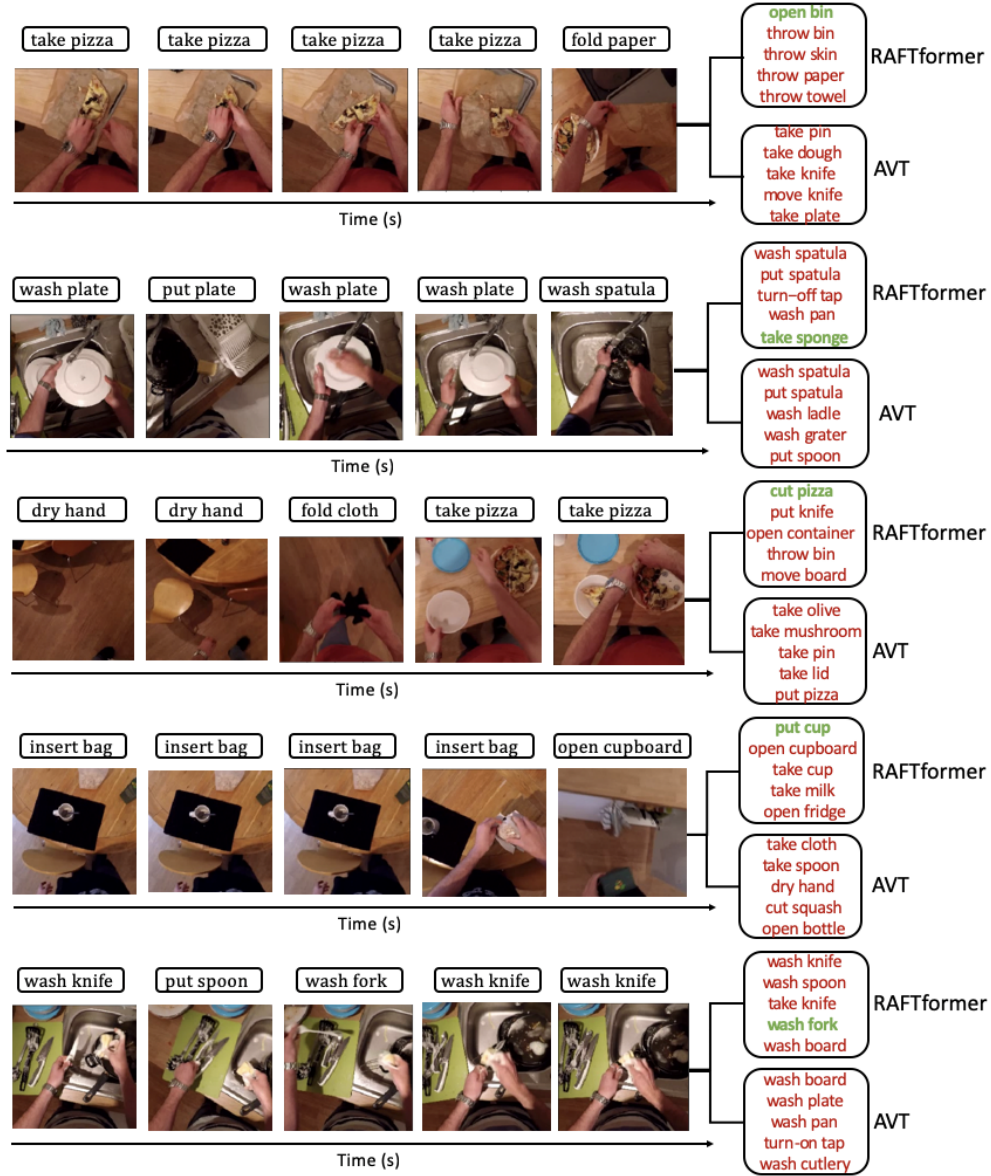 take pizza
take pizza
take pizza
take pizza
fold paper
open bin
throw bin
throw skin
throw paper
throw towel
RAFTformer
take pin
take dough
take knife
move knife
take plate
AVT
Time (s)
wash plate
put plate
wash plate
wash plate
wash spatula
wash spatula
put spatula
turn–off tap
wash pan
take sponge
RAFTformer
wash spatula
put spatula
wash ladle
wash grater
put spoon
AVT
Time (s)
dry hand
dry hand
fold cloth
take pizza
take pizza
cut pizza
put knife
open container
throw bin
move board
RAFTformer
take olive
take mushroom
take pin
take lid
put pizza
AVT
Time (s)
insert bag
insert bag
insert bag
insert bag
open cupboard
put cup
open cupboard
take cup
take milk
open fridge
RAFTformer
take cloth
take spoon
dry hand
cut squash
open bottle
AVT
Time (s)
wash knife
put spoon
wash fork
wash knife
wash knife
wash knife
wash spoon
take knife
wash fork
wash board
RAFTformer
wash board
wash plate
wash pan
turn-on tap
wash cutlery
AVT
Time (s)